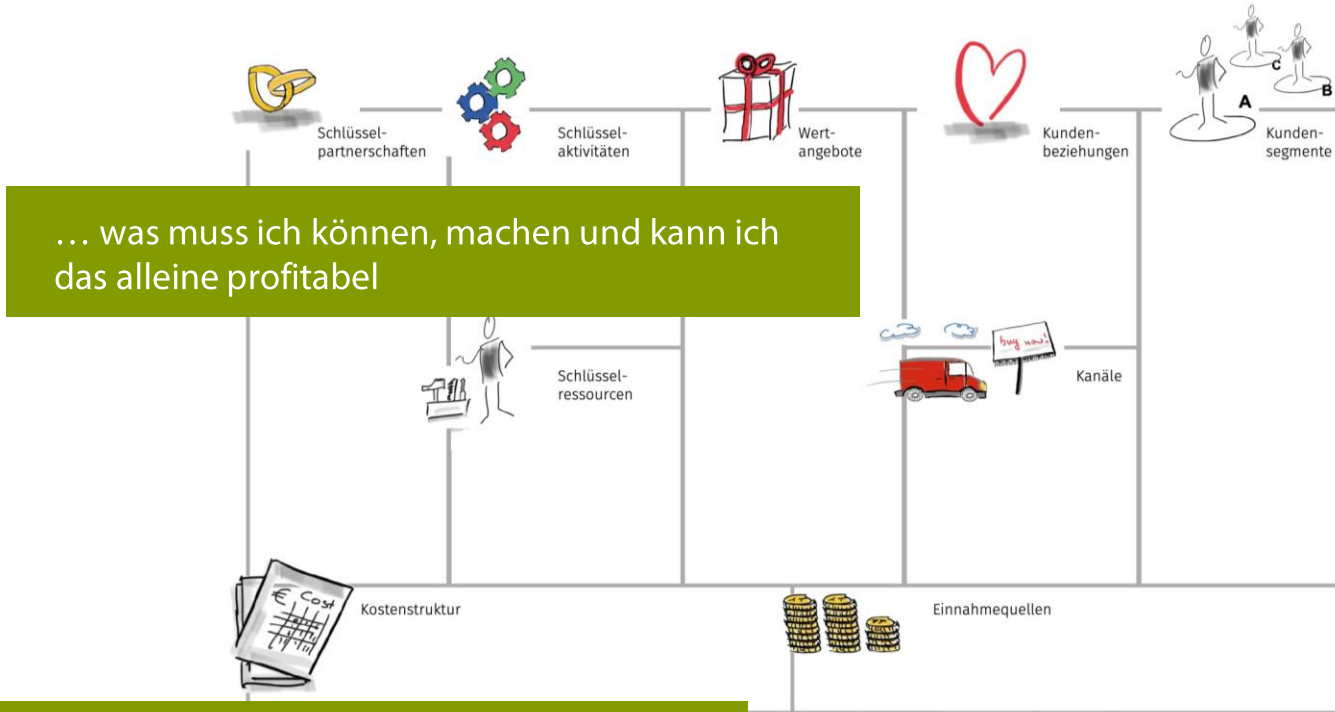 Schlüssel-
partnerschaften
Schlüssel-
aktivitäten
Wert-
angebote
Kunden-
beziehungen
A
B
C
Kunden-
segmente
… was muss ich können, machen und kann ich
das alleine profitabel
Schlüssel-
ressourcen
buy now!
Kanäle
€ Cost
Kostenstruktur
Einnahmequellen